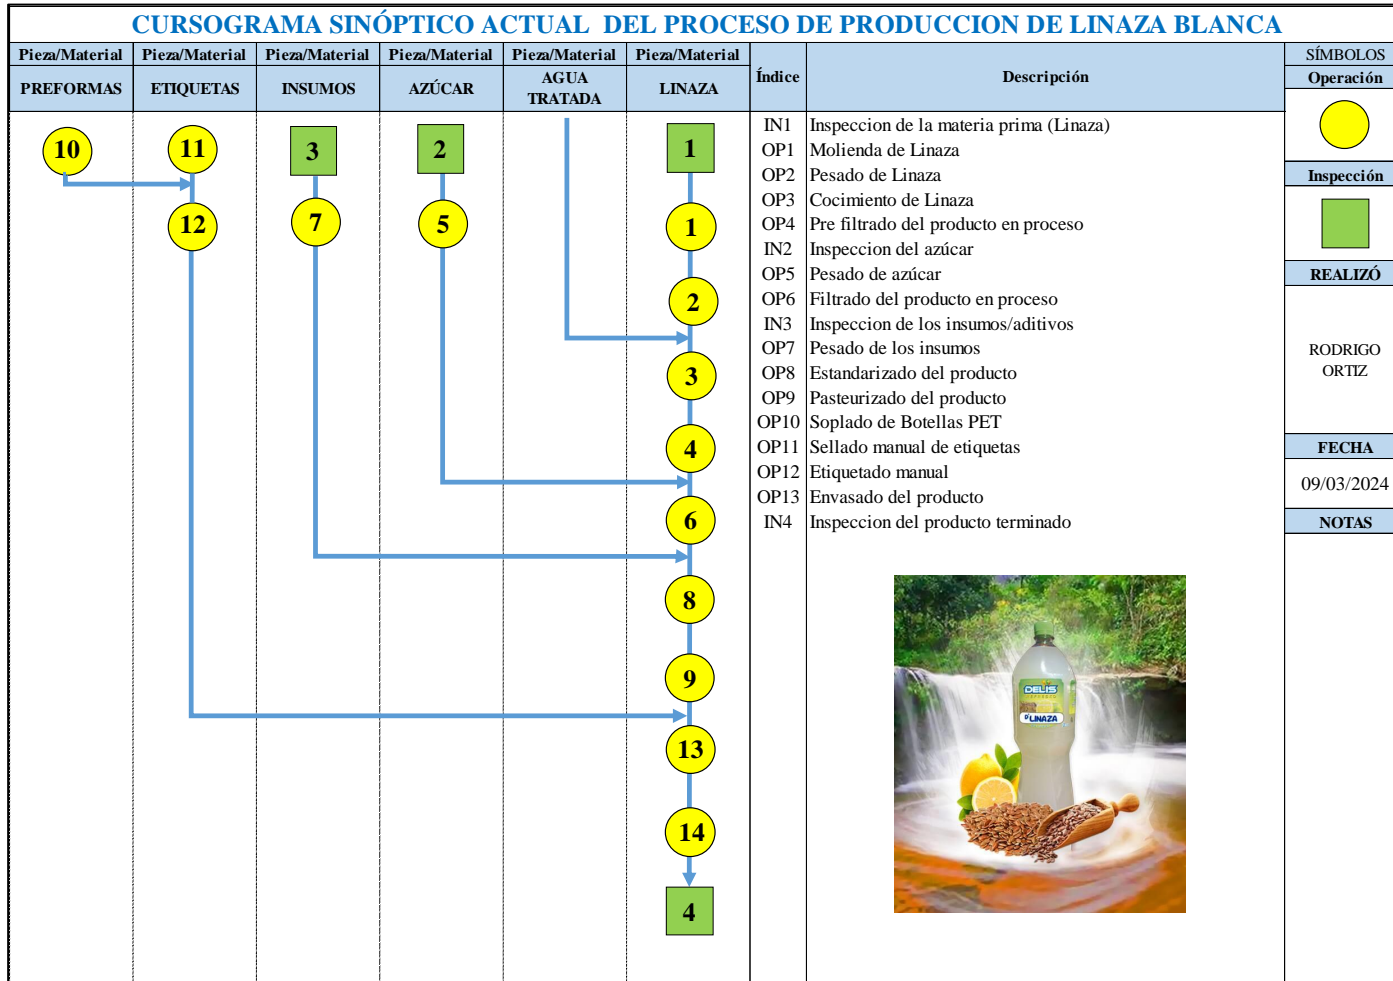 CURSOGRAMA SINÓPTICO ACTUAL DEL PROCESO DE PRODUCCION DE LINAZA BLANCA
Pieza/Material Pieza/Material Pieza/Material Pieza/Material Pieza/Material Pieza/Material
PREFORMAS ETIQUETAS INSUMOS AZÚCAR AGUA TRATADA LINAZA
Índice Descripción
SÍMBOLOS
Operación
Inspección
REALIZÓ
RODRIGO
ORTIZ
FECHA
09/03/2024
NOTAS
10 11 3 2 1
12 7 5 1
2
3
4
6
8
9
13
14
4
IN1 Inspeccion de la materia prima (Linaza)
OP1 Molienda de Linaza
OP2 Pesado de Linaza
OP3 Cocimiento de Linaza
OP4 Pre filtrado del producto en proceso
IN2 Inspeccion del azúcar
OP5 Pesado de azúcar
OP6 Filtrado del producto en proceso
IN3 Inspeccion de los insumos/aditivos
OP7 Pesado de los insumos
OP8 Estandarizado del producto
OP9 Pasteurizado del producto
OP10 Soplado de Botellas PET
OP11 Sellado manual de etiquetas
OP12 Etiquetado manual
OP13 Envasado del producto
IN4 Inspeccion del producto terminado
DELIS
D'LINAZA